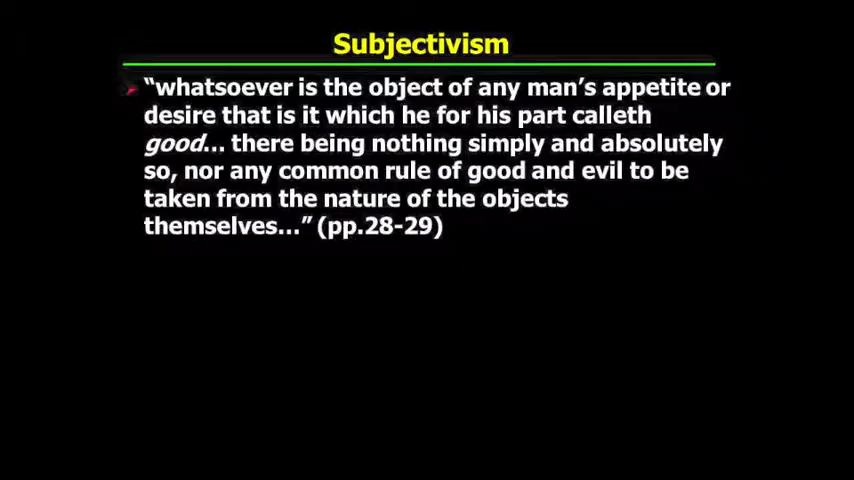 Subjectivism
“whatsoever is the object of any man’s appetite or
desire that is it which he for his part calleth
good… there being nothing simply and absolutely
so, nor any common rule of good and evil to be
taken from the nature of the objects
themselves…” (pp.28-29)